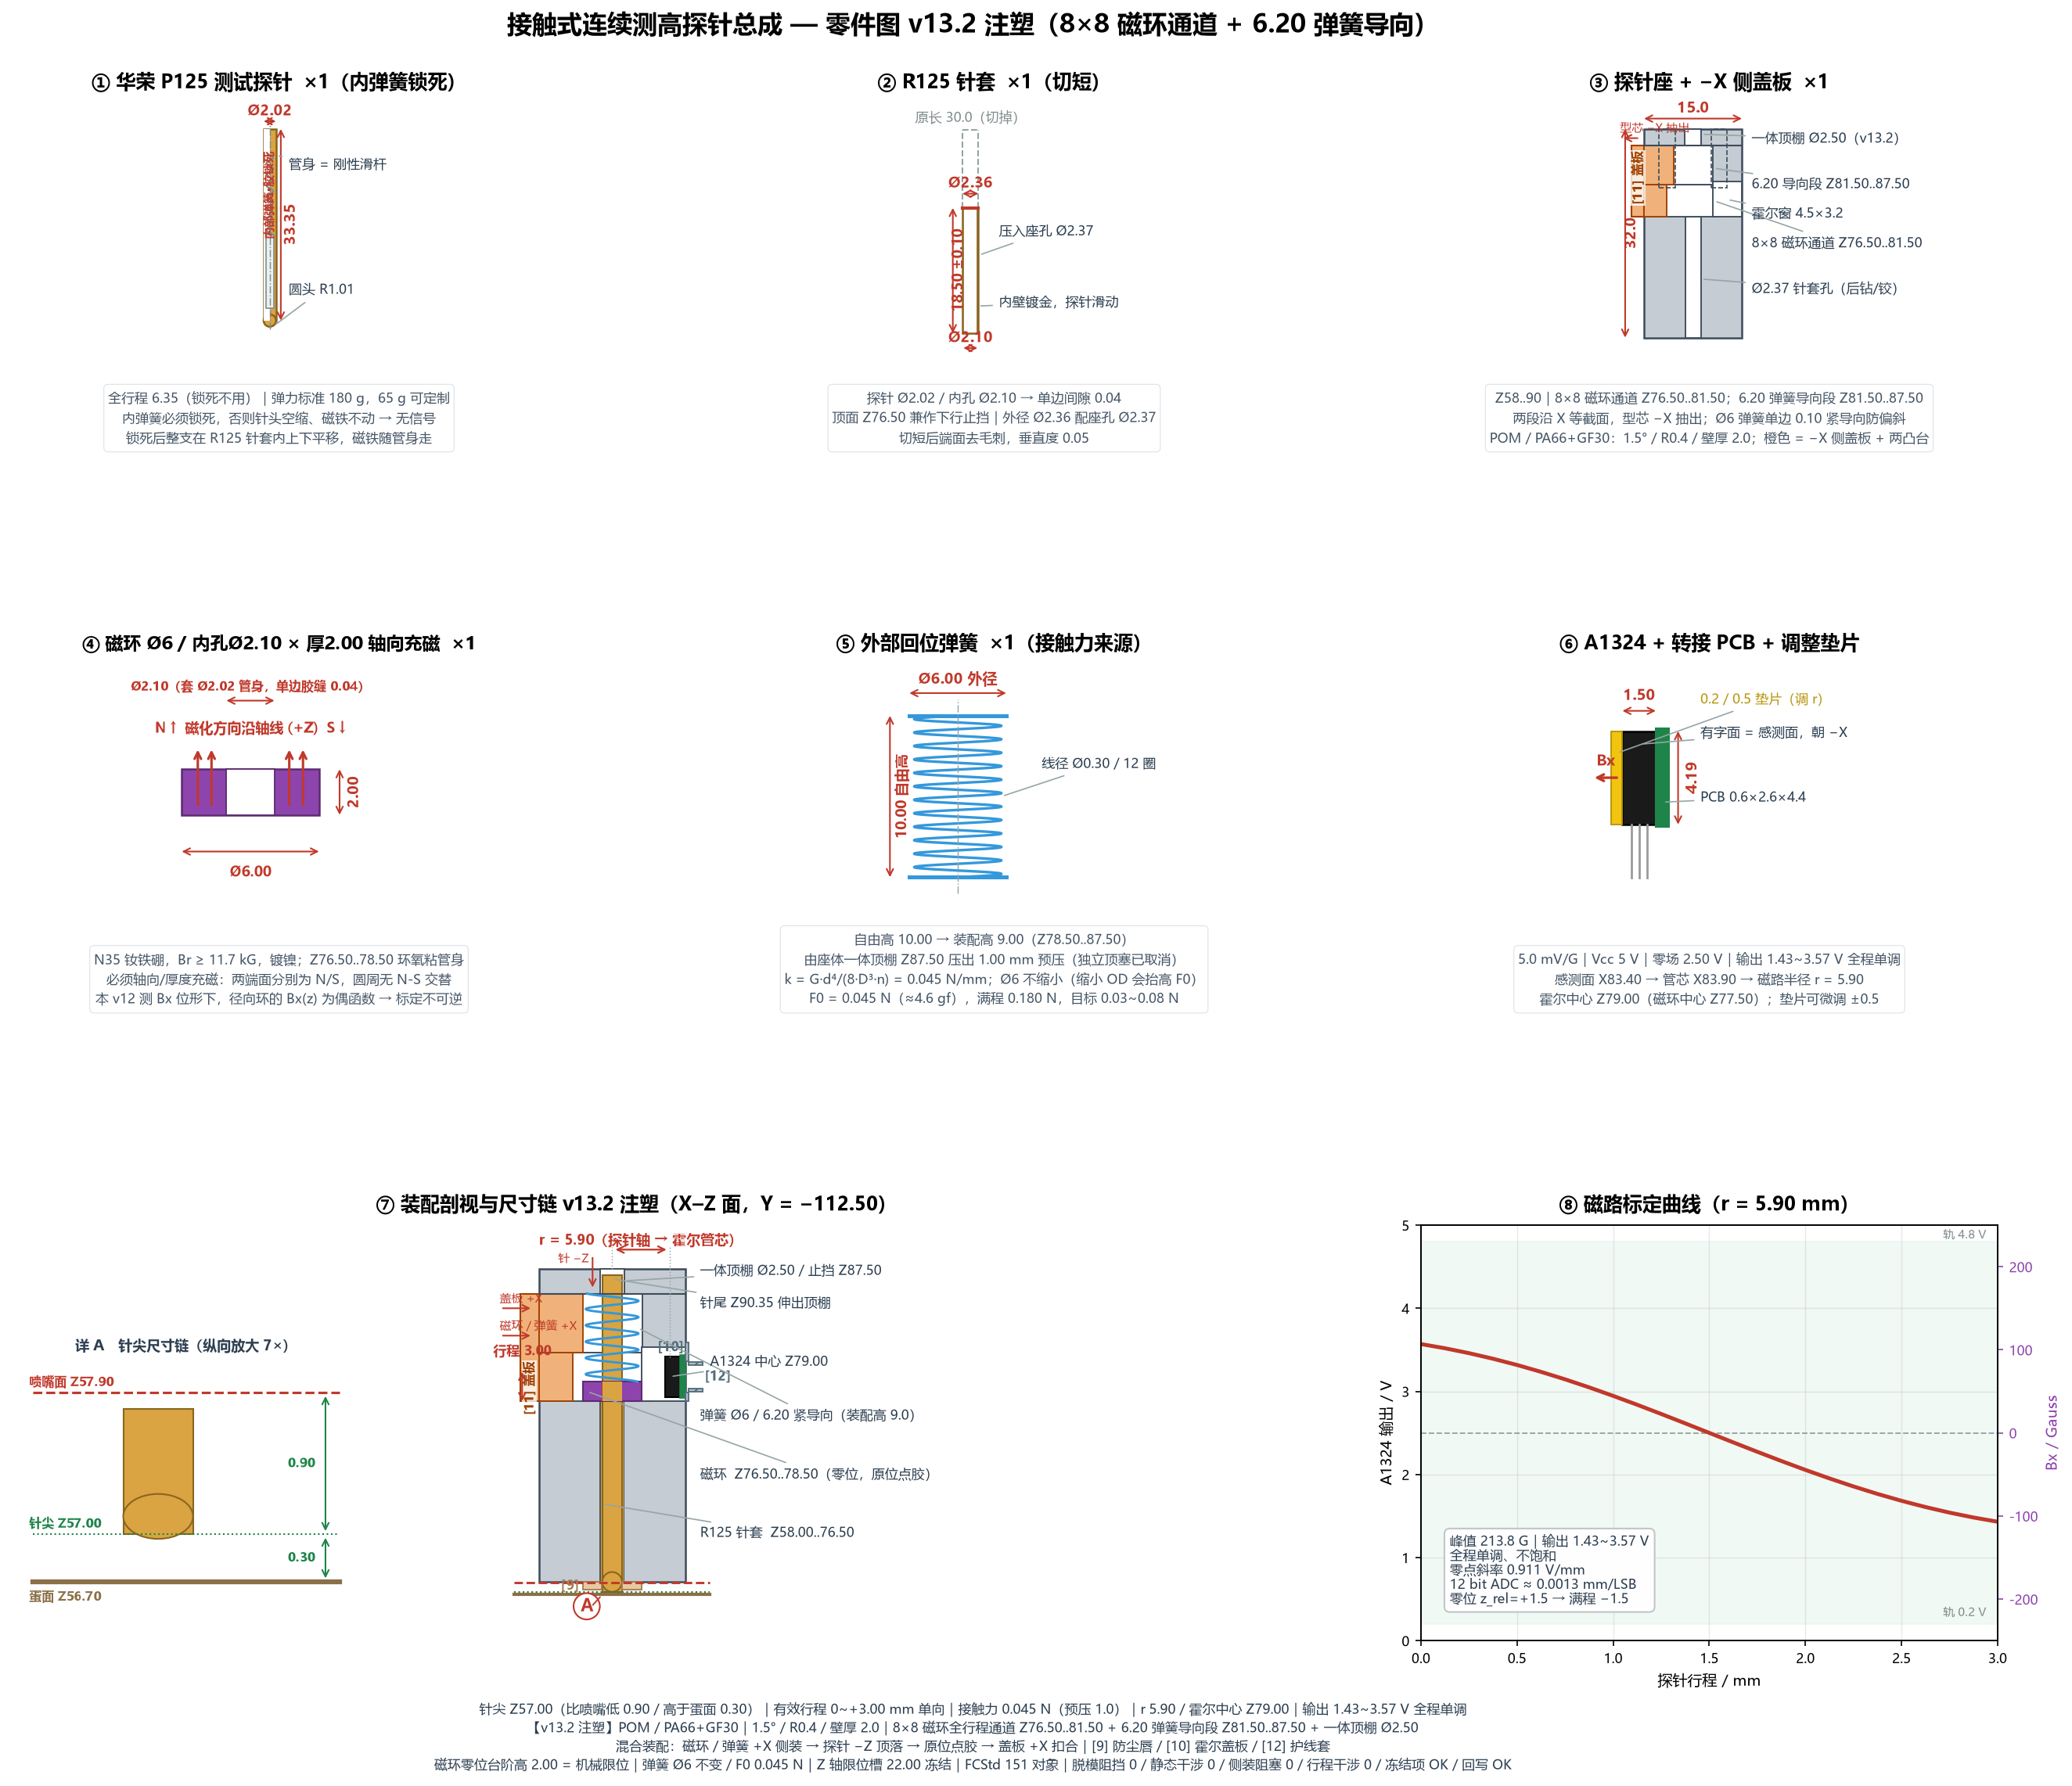 接触式连续测高探针总成 — 零件图 v13.2 注塑（8×8 磁环通道 + 6.20 弹簧导向）
① 华荣 P125 测试探针 ×1（内弹簧锁死）
Ø2.02
管身 = 刚性滑杆
33.35
圆头 R1.01
全行程 6.35（锁死不用）| 弹力标准 180 g，65 g 可定制
内弹簧必须锁死，否则针头空缩、磁铁不动 → 无信号
锁死后整支在 R125 针套内上下平移，磁铁随管身走
② R125 针套 ×1（切短）
原长 30.0（切掉）
Ø2.36
压入座孔 Ø2.37
18.50 ±0.10
内壁镀金，探针滑动
Ø2.10
探针 Ø2.02 / 内孔 Ø2.10 → 单边间隙 0.04
顶面 Z76.50 兼作下行止挡 | 外径 Ø2.36 配座孔 Ø2.37
切短后端面去毛刺，垂直度 0.05
③ 探针座 + −X 侧盖板 ×1
15.0
型芯 −X 抽出
一体顶棚 Ø2.50（v13.2）
[11] 盖板
6.20 导向段 Z81.50..87.50
霍尔窗 4.5×3.2
32.0
8×8 磁环通道 Z76.50..81.50
Ø2.37 针套孔（后钻/铰）
Z58..90 | 8×8 磁环通道 Z76.50..81.50；6.20 弹簧导向段 Z81.50..87.50
两段沿 X 等截面，型芯 −X 抽出；Ø6 弹簧单边 0.10 紧导向防偏斜
POM / PA66+GF30：1.5° / R0.4 / 壁厚 2.0；橙色 = −X 侧盖板 + 两凸台
④ 磁环 Ø6 / 内孔Ø2.10 × 厚2.00 轴向充磁 ×1
Ø2.10（套 Ø2.02 管身，单边胶缝 0.04）
N↑ 磁化方向沿轴线 (+Z) S↓
2.00
Ø6.00
N35 钕铁硼，Br ≥ 11.7 kG，镀镍；Z76.50..78.50 环氧粘管身
必须轴向/厚度充磁：两端面分别为 N/S，圆周无 N-S 交替
本 v12 测 Bx 位形下，径向环的 Bx(z) 为偶函数 → 标定不可逆
⑤ 外部回位弹簧 ×1（接触力来源）
Ø6.00 外径
线径 Ø0.30 / 12 圈
10.00 自由高
自由高 10.00 → 装配高 9.00（Z78.50..87.50）
由座体一体顶棚 Z87.50 压出 1.00 mm 预压（独立顶塞已取消）
k = G·d⁴/(8·D³·n) = 0.045 N/mm；Ø6 不缩小（缩小 OD 会抬高 F0）
F0 = 0.045 N（≈4.6 gf），满程 0.180 N，目标 0.03~0.08 N
⑥ A1324 + 转接 PCB + 调整垫片
1.50
0.2 / 0.5 垫片（调 r）
有字面 = 感测面，朝 −X
Bx
4.19
PCB 0.6×2.6×4.4
5.0 mV/G | Vcc 5 V | 零场 2.50 V | 输出 1.43~3.57 V 全程单调
感测面 X83.40 → 管芯 X83.90 → 磁路半径 r = 5.90
霍尔中心 Z79.00（磁环中心 Z77.50）；垫片可微调 ±0.5
⑦ 装配剖视与尺寸链 v13.2 注塑（X–Z 面，Y = −112.50）
r = 5.90（探针轴 → 霍尔管芯）
针 −Z
一体顶棚 Ø2.50 / 止挡 Z87.50
盖板 +X
针尾 Z90.35 伸出顶棚
磁环 / 弹簧 +X
行程 3.00
[10]
A1324 中心 Z79.00
[12]
[11] 盖板
弹簧 Ø6 / 6.20 紧导向（装配高 9.0）
磁环 Z76.50..78.50（零位，原位点胶）
R125 针套 Z58.00..76.50
[9]
A
详 A 针尖尺寸链（纵向放大 7×）
喷嘴面 Z57.90
0.90
针尖 Z57.00
0.30
蛋面 Z56.70
⑧ 磁路标定曲线（r = 5.90 mm）
轨 4.8 V
5
4
3
2
1
0
A1324 输出 / V
200
100
0
-100
-200
Bx / Gauss
峰值 213.8 G | 输出 1.43~3.57 V
全程单调、不饱和
零点斜率 0.911 V/mm
12 bit ADC ≈ 0.0013 mm/LSB
零位 z_rel=+1.5 → 满程 −1.5
轨 0.2 V
0.0 0.5 1.0 1.5 2.0 2.5 3.0
探针行程 / mm
针尖 Z57.00（比喷嘴低 0.90 / 高于蛋面 0.30）| 有效行程 0~+3.00 mm 单向 | 接触力 0.045 N（预压 1.0）| r 5.90 / 霍尔中心 Z79.00 | 输出 1.43~3.57 V 全程单调
【v13.2 注塑】POM / PA66+GF30 | 1.5° / R0.4 / 壁厚 2.0 | 8×8 磁环全行程通道 Z76.50..81.50 + 6.20 弹簧导向段 Z81.50..87.50 + 一体顶棚 Ø2.50
混合装配：磁环 / 弹簧 +X 侧装 → 探针 −Z 顶落 → 原位点胶 → 盖板 +X 扣合 | [9] 防尘唇 / [10] 霍尔盖板 / [12] 护线套
磁环零位台阶高 2.00 = 机械限位 | 弹簧 Ø6 不变 / F0 0.045 N | Z 轴限位槽 22.00 冻结 | FCStd 151 对象 | 脱模阻挡 0 / 静态干涉 0 / 侧装阻塞 0 / 行程干涉 0 / 冻结项 OK / 回写 OK